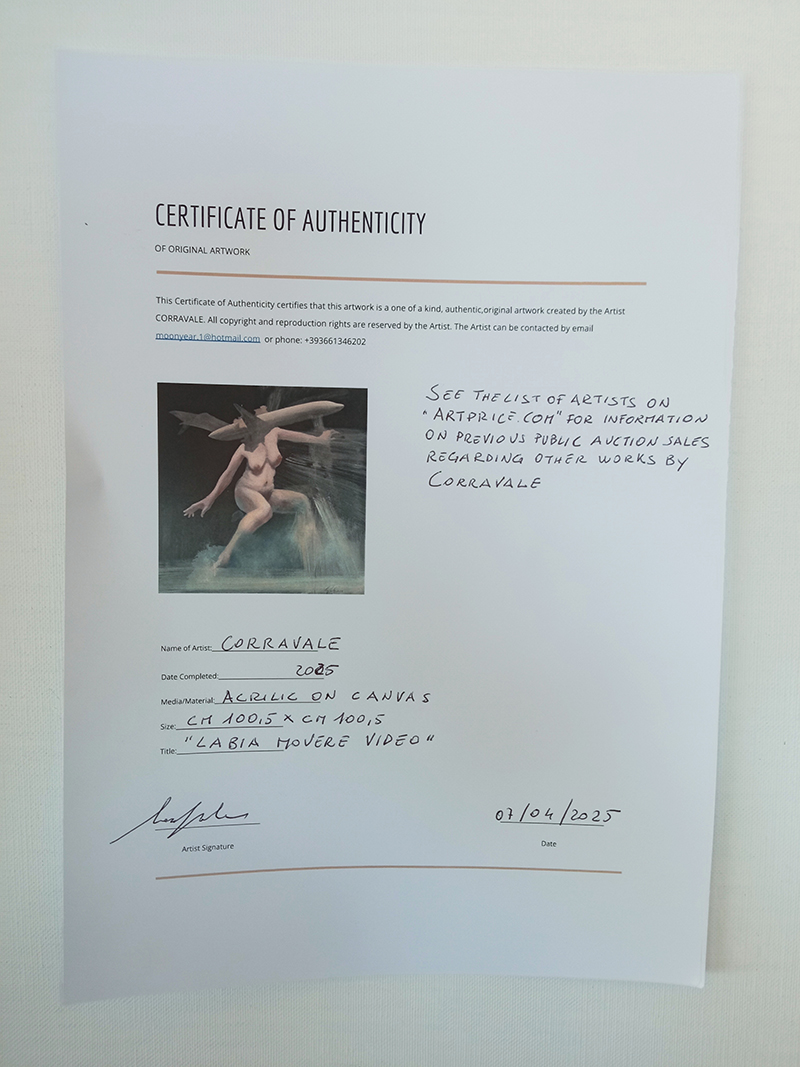 CERTIFICATE OF AUTHENTICITY
OF ORIGINAL ARTWORK
This Certificate of Authenticity certifies that this artwork is a one of a kind, authentic,original artwork created by the Artist
CORRAVALE. All copyright and reproduction rights are reserved by the Artist. The Artist can be contacted by email
moonyear.1@hotmail.com or phone: +393661346202
SEE THE LIST OF ARTISTS ON
"ARTPRICE.COM" FOR INFORMATION
ON PREVIOUS PUBLIC AUCTION SALES
REGARDING OTHER WORKS BY
CORRAVALE
Name of Artist: CORRAVALE
Date Completed: 2025
Media/Material: ACRILIC ON CANVAS
Size: CM 100,5 X CM 100,5
Title: "LABIA MOVERE VIDEO"
07/04/2025
Artist Signature
Date